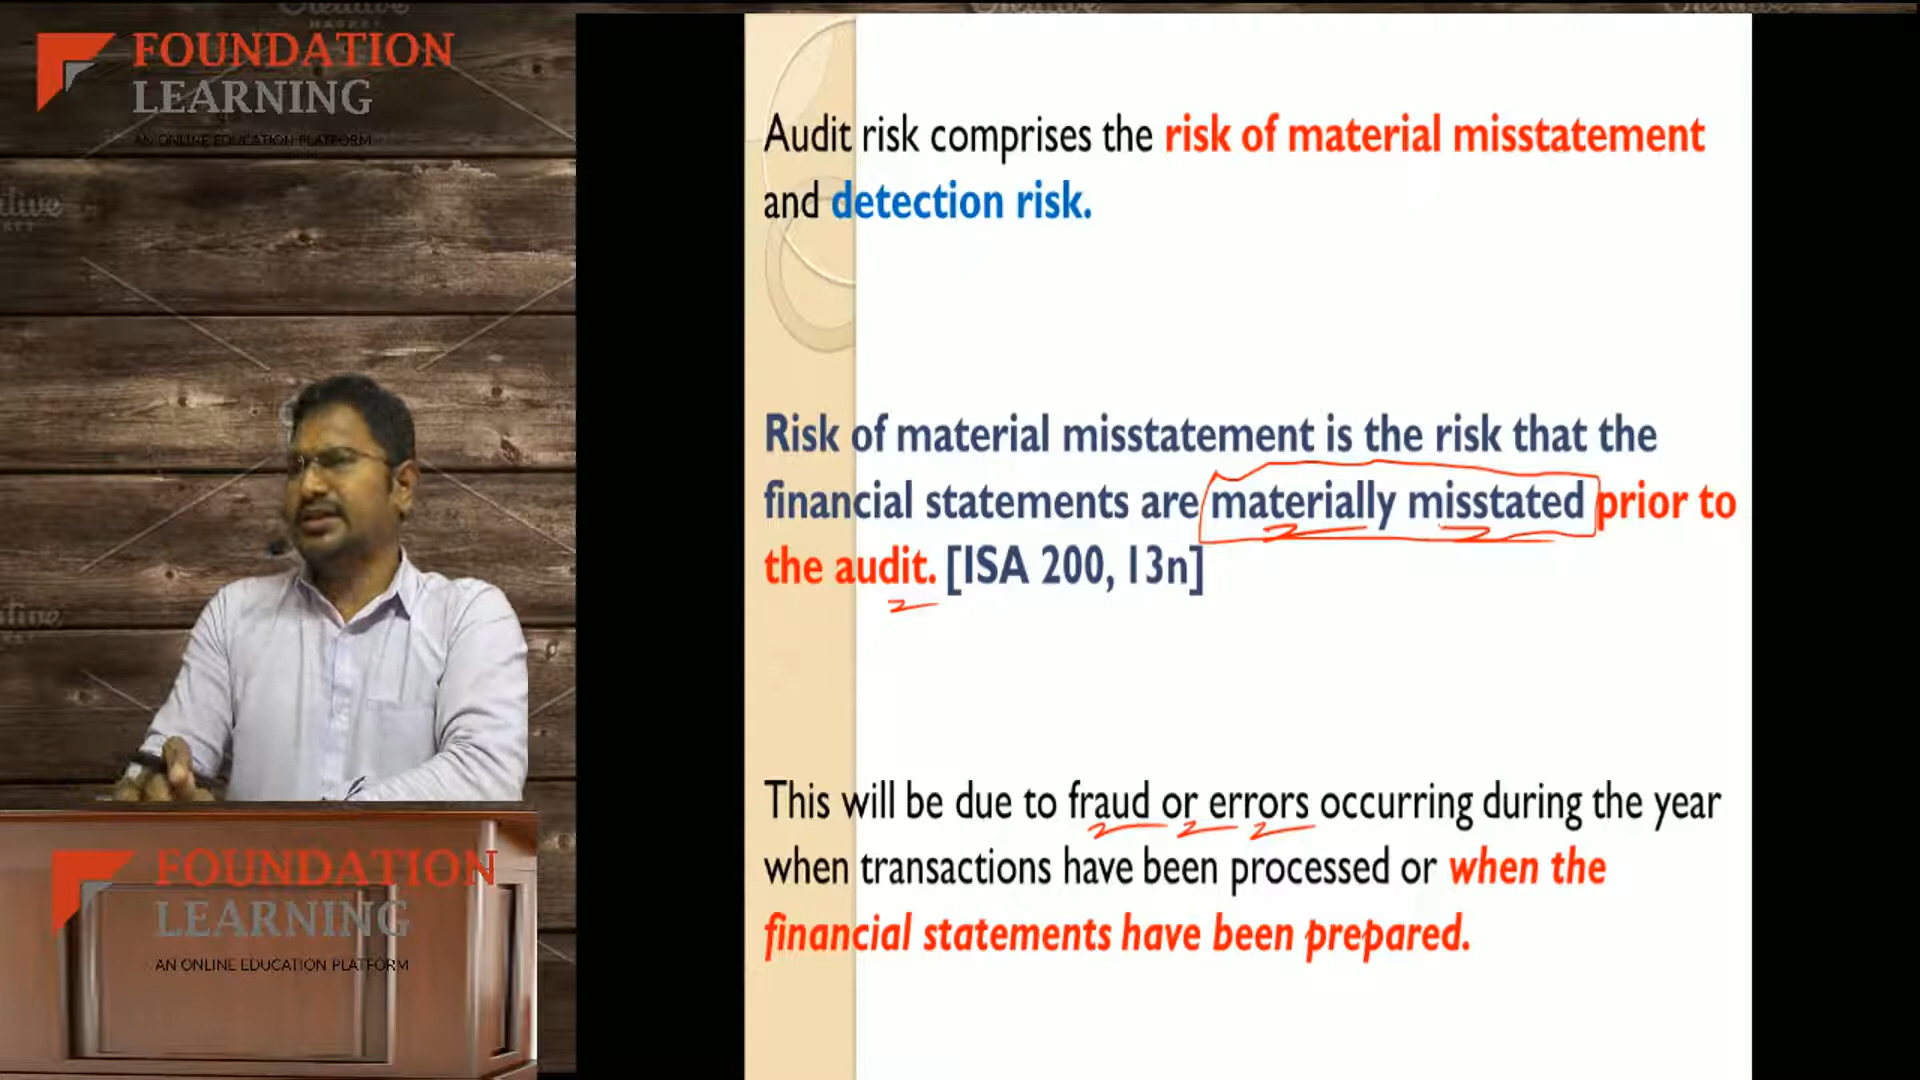 Creative
MARKET
FOUNDATION
LEARNING
AN ONLINE EDUCATION PLATFORM
Audit risk comprises the risk of material misstatement
and detection risk.
Risk of material misstatement is the risk that the
financial statements are materially misstated prior to
the audit. [ISA 200, 13n]
This will be due to fraud or errors occurring during the year
when transactions have been processed or when the
financial statements have been prepared.
FOUNDATION
LEARNING
AN ONLINE EDUCATION PLATFORM